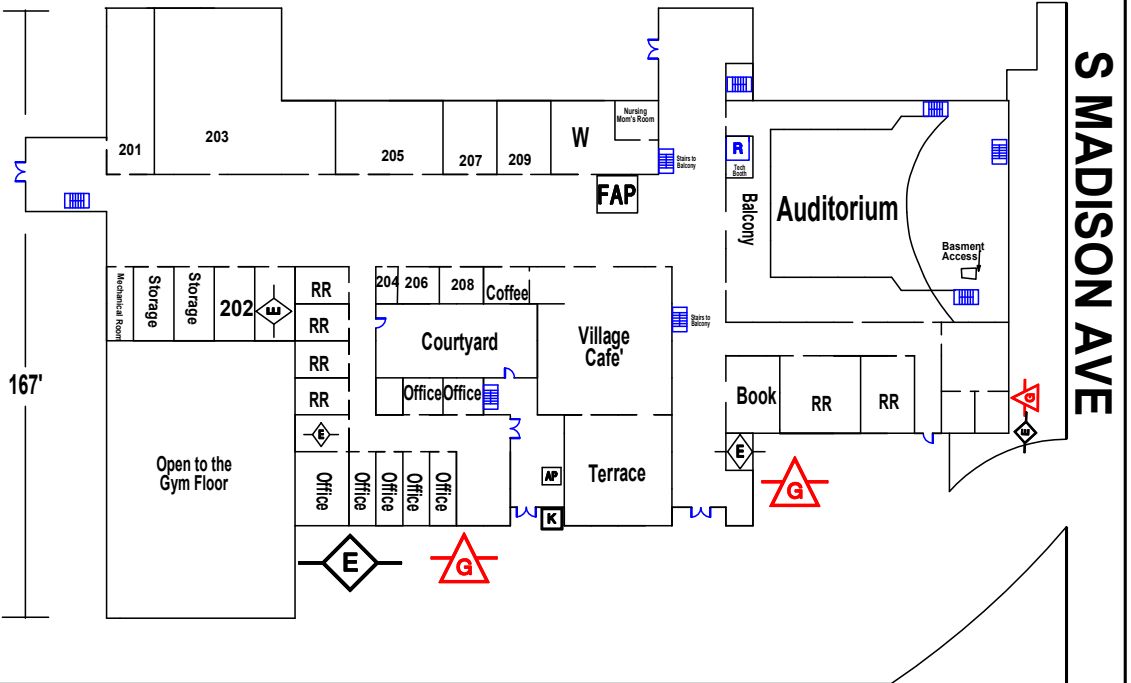 S MADISON AVE
167'
201
203
205
207
209
W
Nursing
Mom's Room
Stairs to
Balcony
FAP
R
Tech
Booth
Balcony
Auditorium
Basment
Access
Mechanical Room
Storage
Storage
202
E
RR
RR
RR
RR
E
204
206
208
Coffee
Courtyard
Village
Cafe'
Stairs to
Balcony
Office
Office
Book
RR
RR
G
E
Open to the
Gym Floor
Office
Office
Office
Office
Office
AP
K
Terrace
E
G
E
G